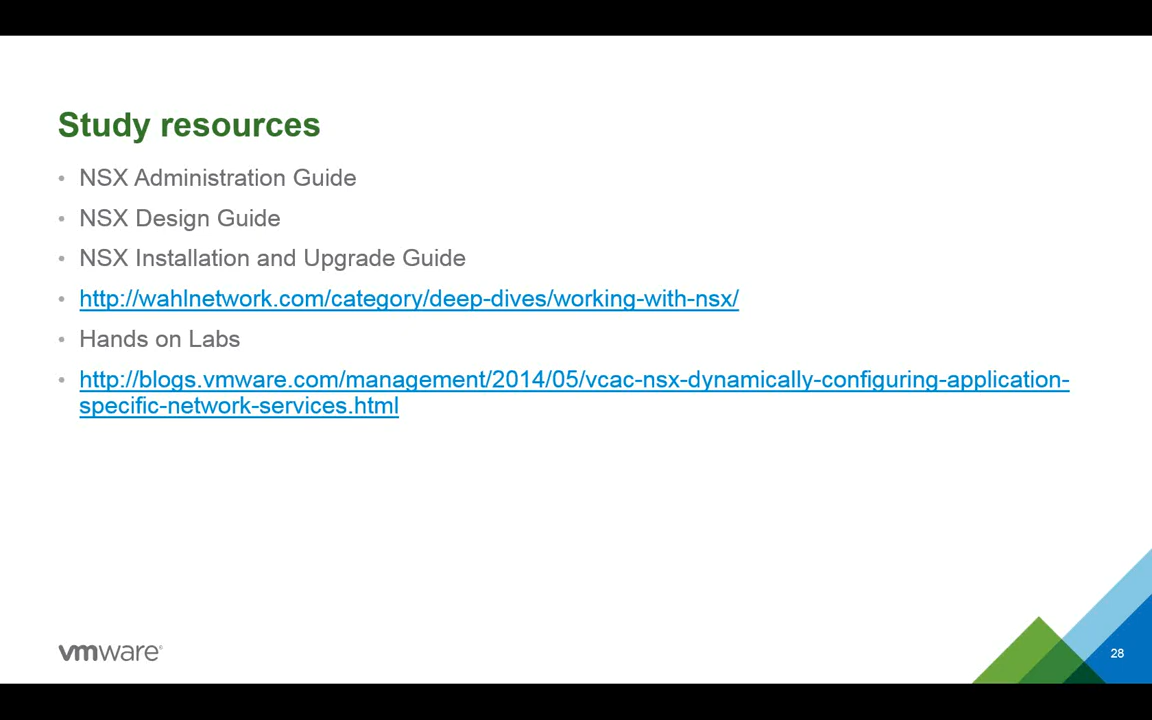 Study resources
• NSX Administration Guide
• NSX Design Guide
• NSX Installation and Upgrade Guide
• http://wahlnetwork.com/category/deep-dives/working-with-nsx/
• Hands on Labs
• http://blogs.vmware.com/management/2014/05/vcac-nsx-dynamically-configuring-application-
specific-network-services.html
vmware®
28